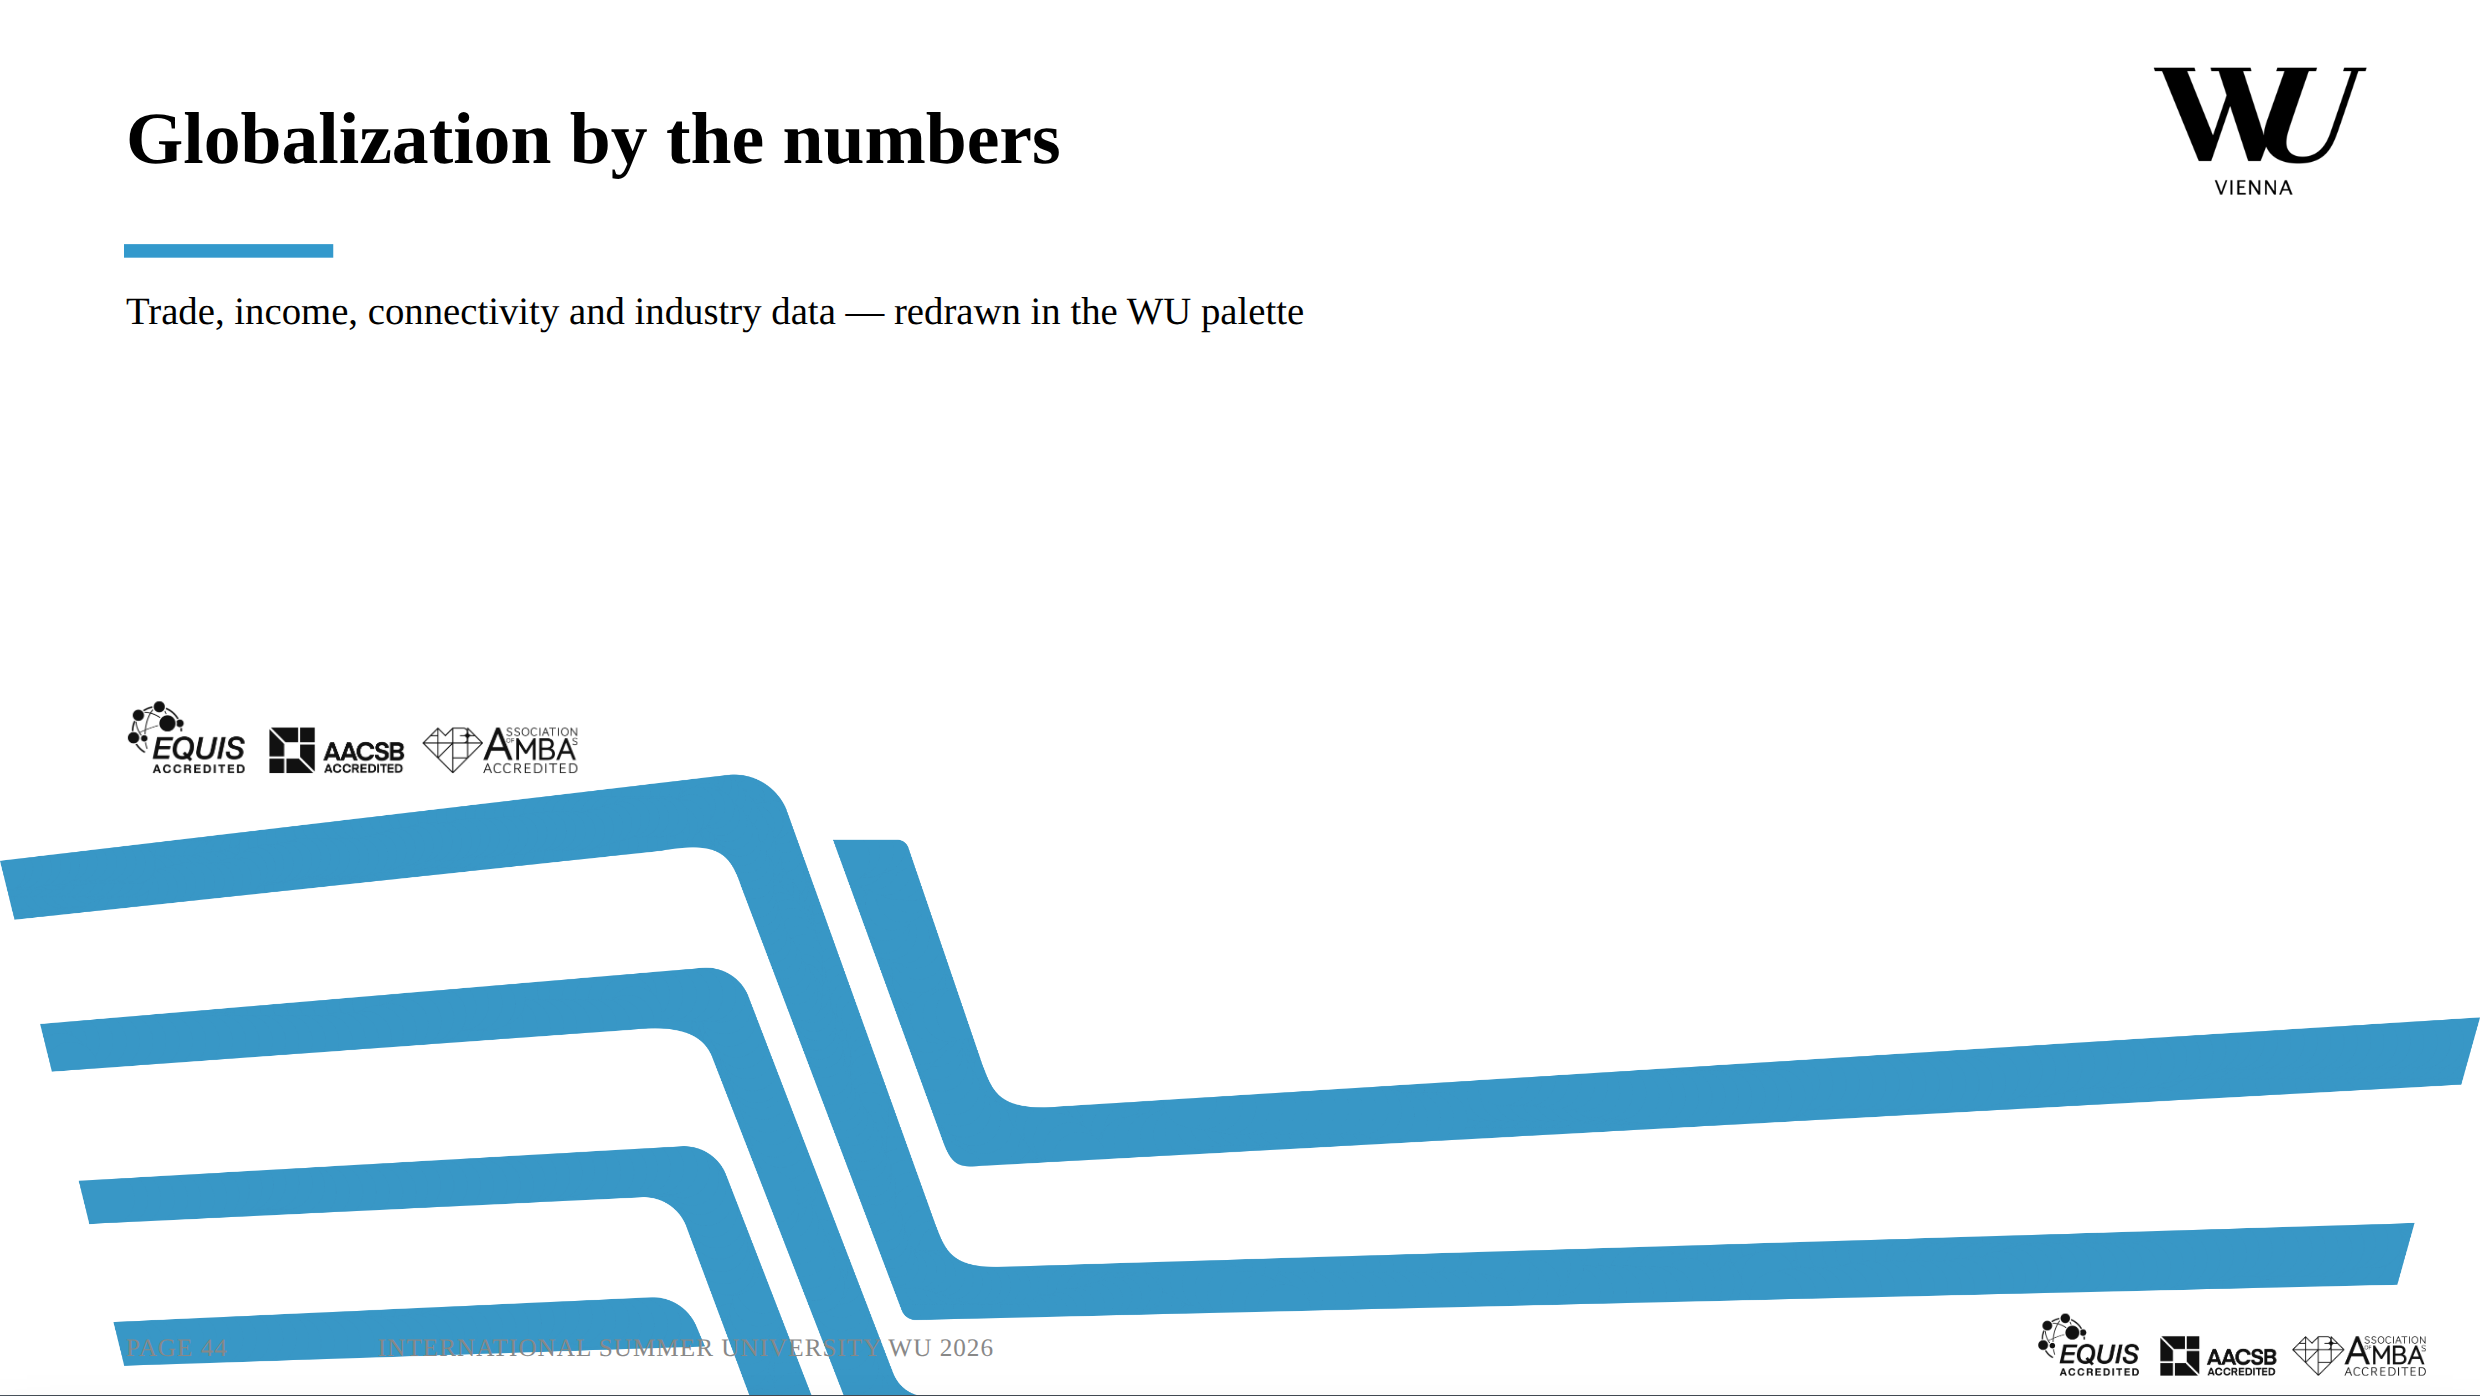 Globalization by the numbers
WU
VIENNA
Trade, income, connectivity and industry data — redrawn in the WU palette
EQUIS
ACCREDITED
AACSB
ACCREDITED
ASSOCIATION
OF MBAs
ACCREDITED
PAGE 44
INTERNATIONAL SUMMER UNIVERSITY WU 2026
EQUIS
ACCREDITED
AACSB
ACCREDITED
ASSOCIATION
OF MBAs
ACCREDITED